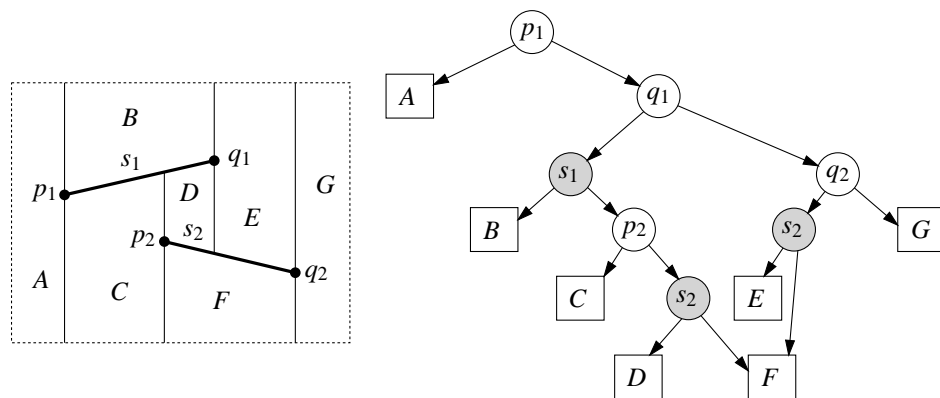 B
s₁
q₁
p₁
D
G
E
p₂
s₂
A
C
F
q₂
p₁
A
q₁
s₁
q₂
B
p₂
s₂
G
C
s₂
E
D
F